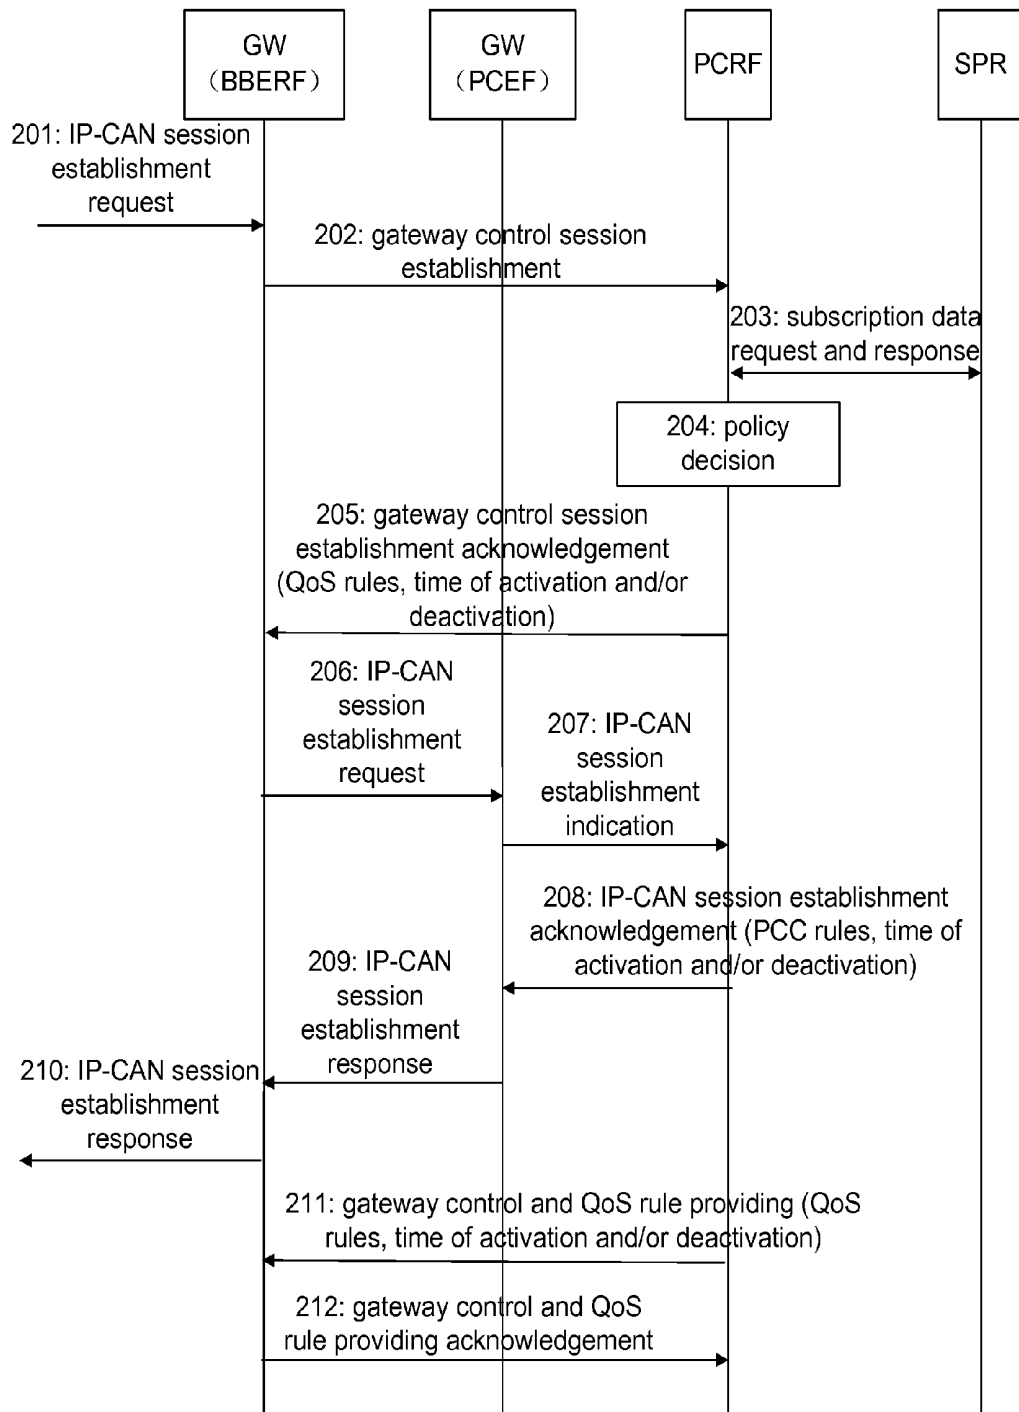 GW
（BBERF）
GW
（PCEF）
PCRF
SPR
201: IP-CAN session
establishment
request
202: gateway control session
establishment
203: subscription data
request and response
204: policy
decision
205: gateway control session
establishment acknowledgement
(QoS rules, time of activation and/or
deactivation)
206: IP-CAN
session
establishment
request
207: IP-CAN
session
establishment
indication
208: IP-CAN session establishment
acknowledgement (PCC rules, time of
activation and/or deactivation)
209: IP-CAN
session
establishment
response
210: IP-CAN session
establishment
response
211: gateway control and QoS rule providing (QoS
rules, time of activation and/or deactivation)
212: gateway control and QoS
rule providing acknowledgement